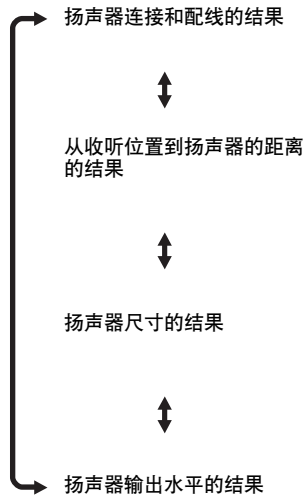 扬声器连接和配线的结果
从收听位置到扬声器的距离
的结果
扬声器尺寸的结果
扬声器输出水平的结果